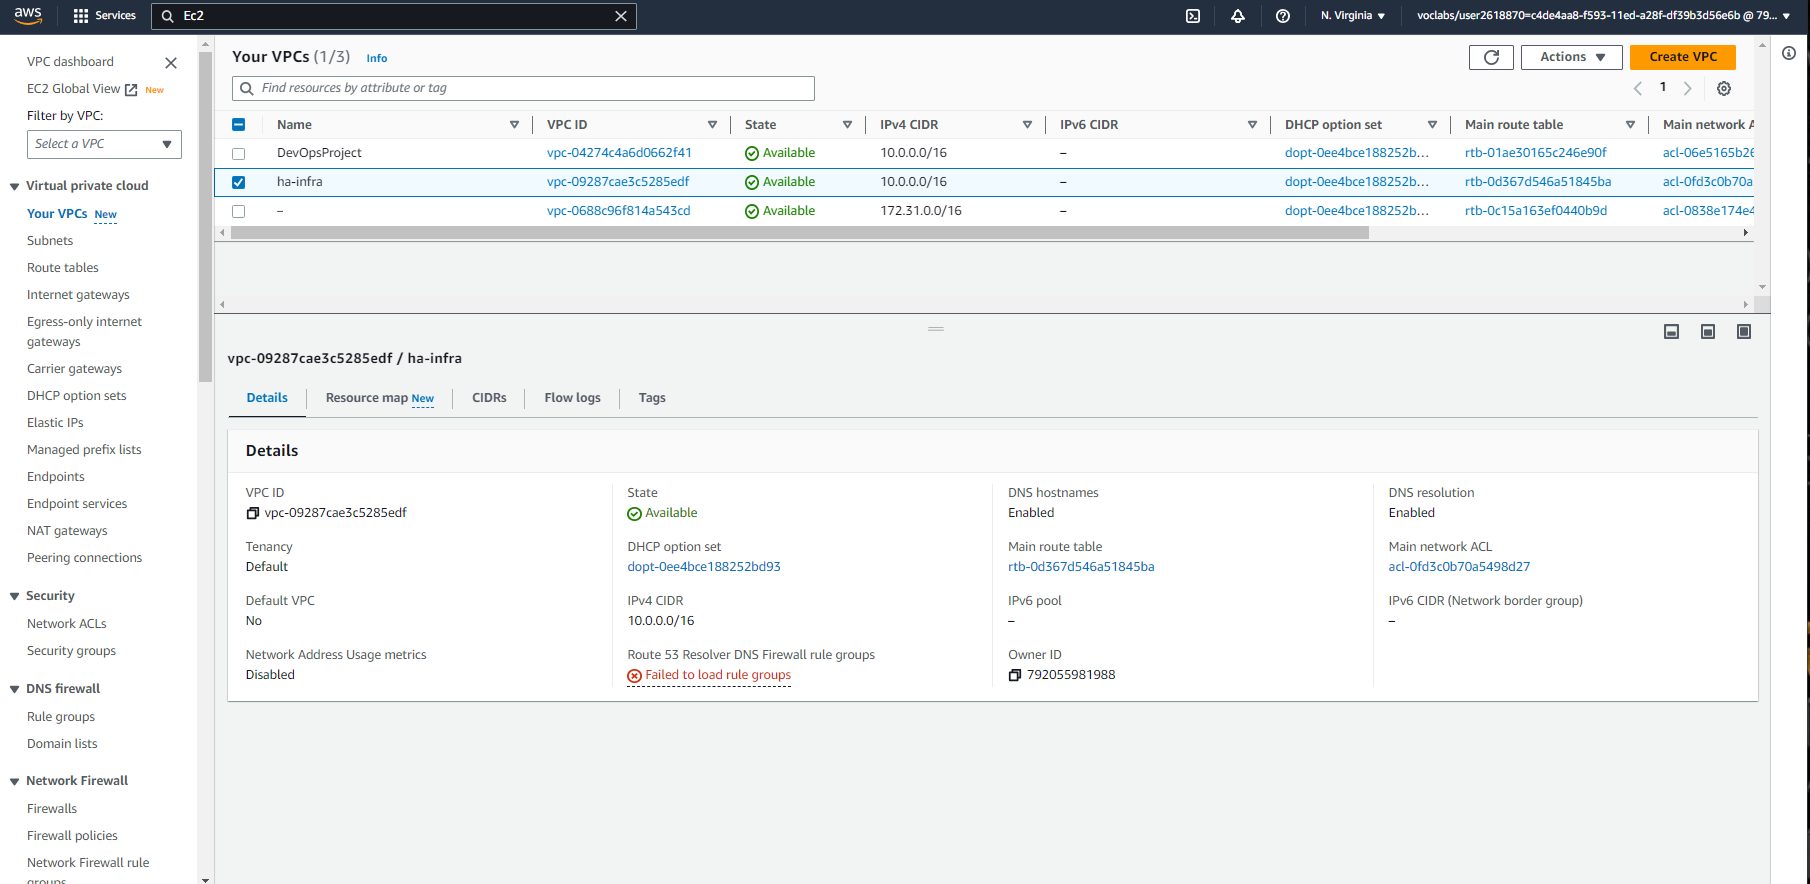 aws
Services
Ec2
N. Virginia
voclabs/user2618870=c4de4aa8-f593-11ed-a28f-df39b3d56e6b @ 79...
VPC dashboard
EC2 Global View New
Filter by VPC:
Select a VPC
Virtual private cloud
Your VPCs New
Subnets
Route tables
Internet gateways
Egress-only internet
gateways
Carrier gateways
DHCP option sets
Elastic IPs
Managed prefix lists
Endpoints
Endpoint services
NAT gateways
Peering connections
Security
Network ACLs
Security groups
DNS firewall
Rule groups
Domain lists
Network Firewall
Firewalls
Firewall policies
Network Firewall rule
groups
Your VPCs (1/3) Info
Actions
Create VPC
Find resources by attribute or tag
1
Name VPC ID State IPv4 CIDR IPv6 CIDR DHCP option set Main route table Main network A
DevOpsProject vpc-04274c4a6d0662f41 Available 10.0.0.0/16 – dopt-0ee4bce188252b... rtb-01ae30165c246e90f acl-06e5165b26
ha-infra vpc-09287cae3c5285edf Available 10.0.0.0/16 – dopt-0ee4bce188252b... rtb-0d367d546a51845ba acl-0fd3c0b70a
– vpc-0688c96f814a543cd Available 172.31.0.0/16 – dopt-0ee4bce188252b... rtb-0c15a163ef0440b9d acl-0838e174e4
vpc-09287cae3c5285edf / ha-infra
Details Resource map New CIDRs Flow logs Tags
Details
VPC ID
vpc-09287cae3c5285edf
State
Available
DNS hostnames
Enabled
DNS resolution
Enabled
Tenancy
Default
DHCP option set
dopt-0ee4bce188252bd93
Main route table
rtb-0d367d546a51845ba
Main network ACL
acl-0fd3c0b70a5498d27
Default VPC
No
IPv4 CIDR
10.0.0.0/16
IPv6 pool
–
IPv6 CIDR (Network border group)
–
Network Address Usage metrics
Disabled
Route 53 Resolver DNS Firewall rule groups
Failed to load rule groups
Owner ID
792055981988